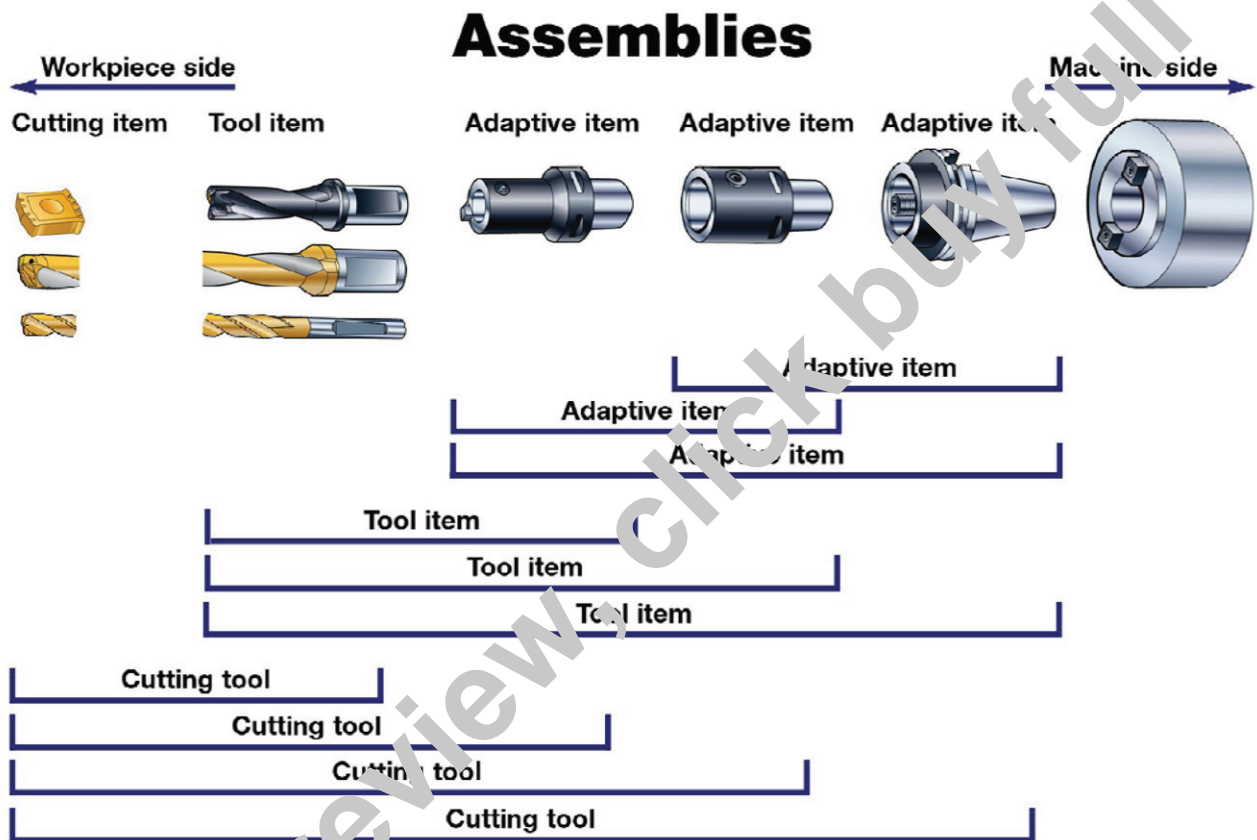 Assemblies
Workpiece side
Machine side
Cutting item
Tool item
Adaptive item
Adaptive item
Adaptive item
Adaptive item
Adaptive item
Adaptive item
Tool item
Tool item
Tool item
Cutting tool
Cutting tool
Cutting tool
Cutting tool
review, click buy full